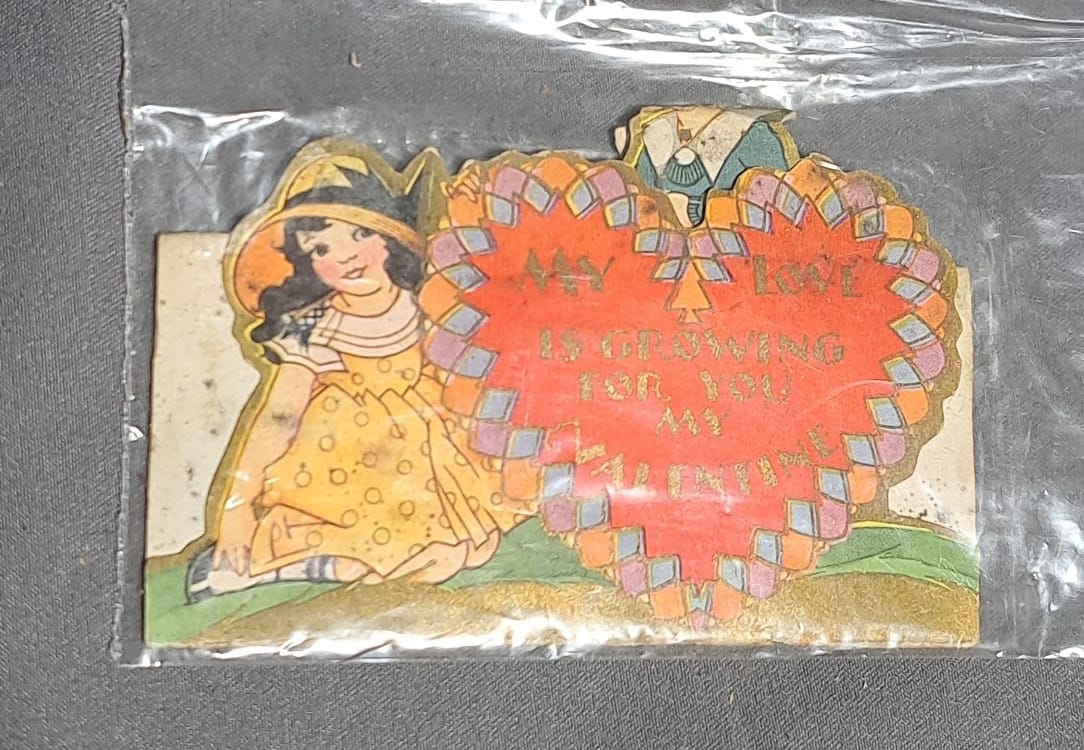 MY LOVE
IS GROWING
FOR YOU
MY
VALENTINE